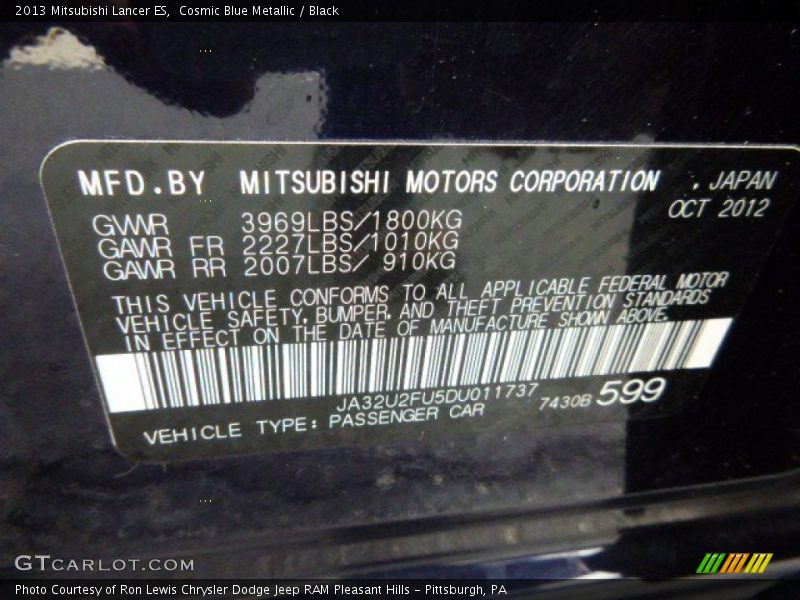 2013 Mitsubishi Lancer ES,  Cosmic Blue Metallic / Black
MFD.BY MITSUBISHI MOTORS CORPORATION . JAPAN
OCT 2012
GVWR 3969LBS/1800KG
GAWR FR 2227LBS/1010KG
GAWR RR 2007LBS/ 910KG
THIS VEHICLE CONFORMS TO ALL APPLICABLE FEDERAL MOTOR
VEHICLE SAFETY, BUMPER, AND THEFT PREVENTION STANDARDS
IN EFFECT ON THE DATE OF MANUFACTURE SHOWN ABOVE.
JA32U2FU5DU011737 7430B 599
VEHICLE TYPE: PASSENGER CAR
GTCARLOT.COM
Photo Courtesy of Ron Lewis Chrysler Dodge Jeep RAM Pleasant Hills – Pittsburgh, PA